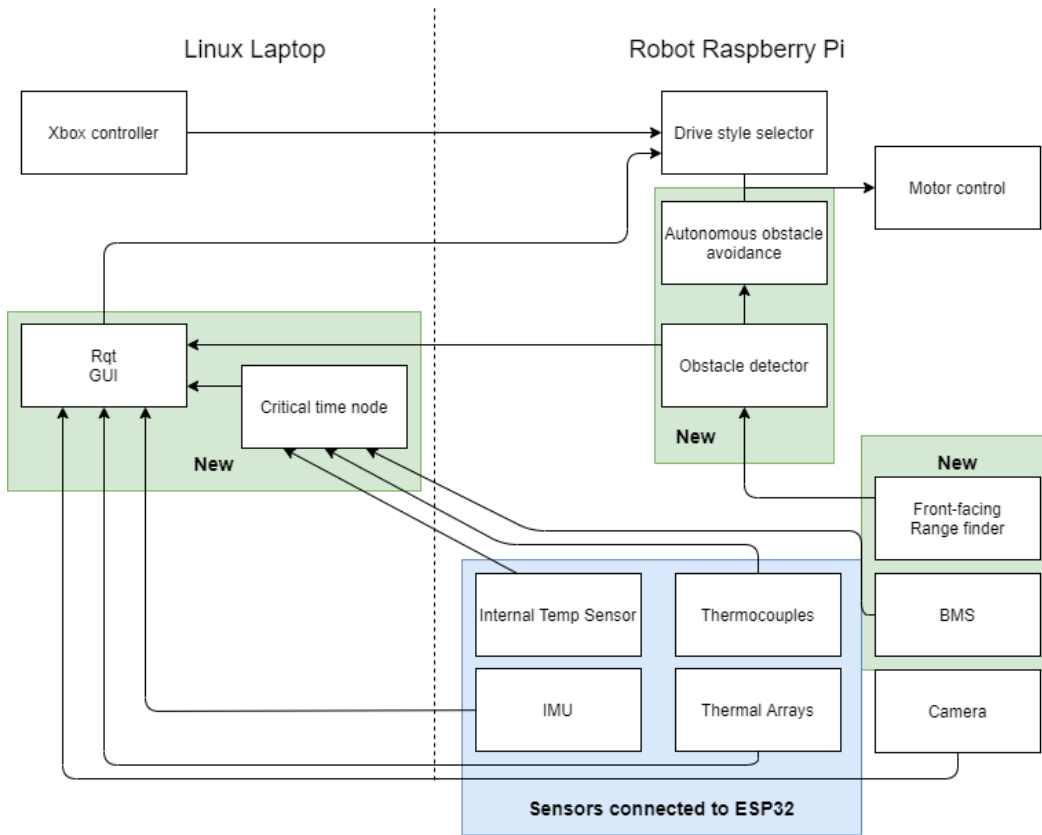 Linux Laptop
Robot Raspberry Pi
Xbox controller
Drive style selector
Motor control
Autonomous obstacle
avoidance
Rqt
GUI
Obstacle detector
Critical time node
New
New
New
Front-facing
Range finder
Internal Temp Sensor
Thermocouples
BMS
IMU
Thermal Arrays
Camera
Sensors connected to ESP32